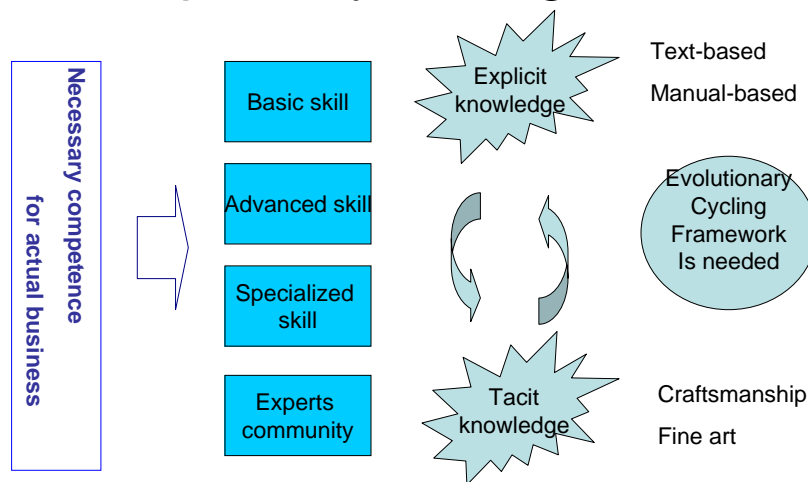 Necessary competence
for actual business
Basic skill
Advanced skill
Specialized
skill
Experts
community
Explicit
knowledge
Tacit
knowledge
Text-based
Manual-based
Evolutionary
Cycling
Framework
Is needed
Craftsmanship
Fine art